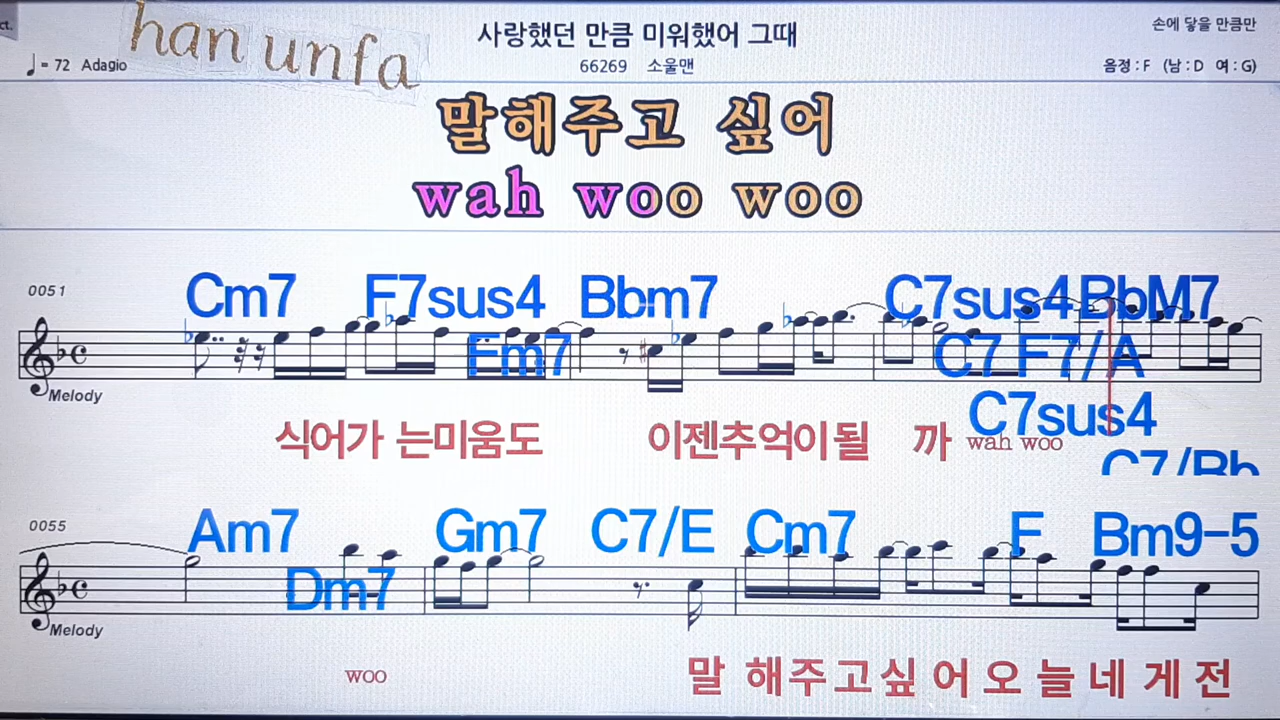 ct.
han unfa
사랑했던 만큼 미워했어 그때
손에 닿을 만큼만
♩= 72 Adagio
66269 소울맨
음정 : F (남 : D 여 : G)
말해주고 싶어
wah woo woo
0051
Cm7 F7sus4 Bbm7 C7sus4 BbM7
Fm7 C7 F7/A
Melody
C7sus4
식어가 는미움도 이젠추억이될 까 wah woo
C7/Bb
0055
Am7 Gm7 C7/E Cm7 F Bm9-5
Dm7
Melody
woo 말 해주고싶 어 오 늘 네 게 전